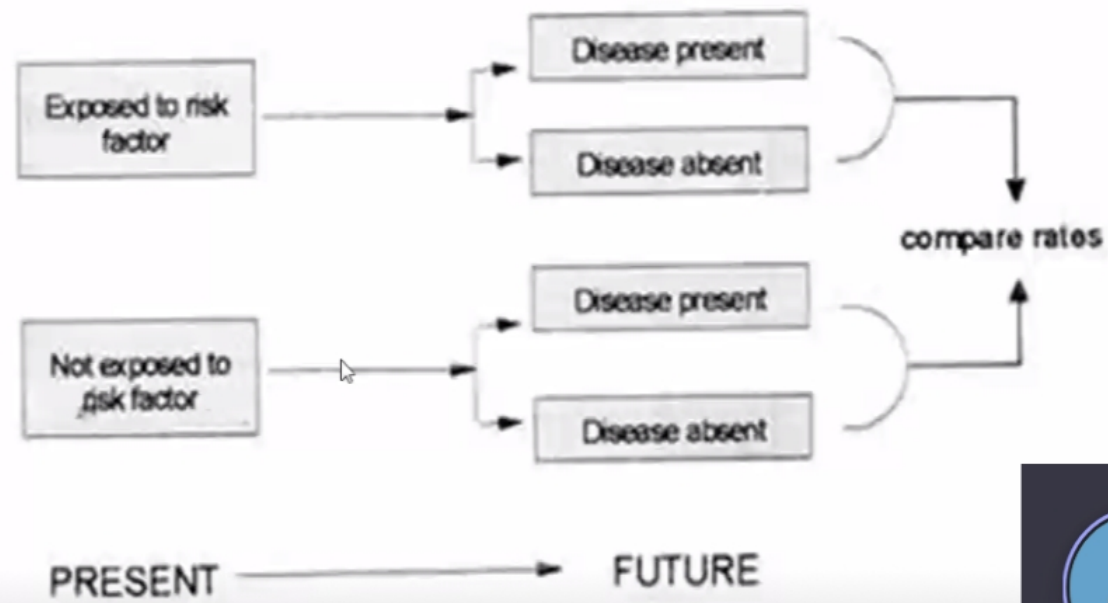 Exposed to risk
factor
Disease present
Disease absent
compare rates
Not exposed to
risk factor
Disease present
Disease absent
PRESENT
FUTURE